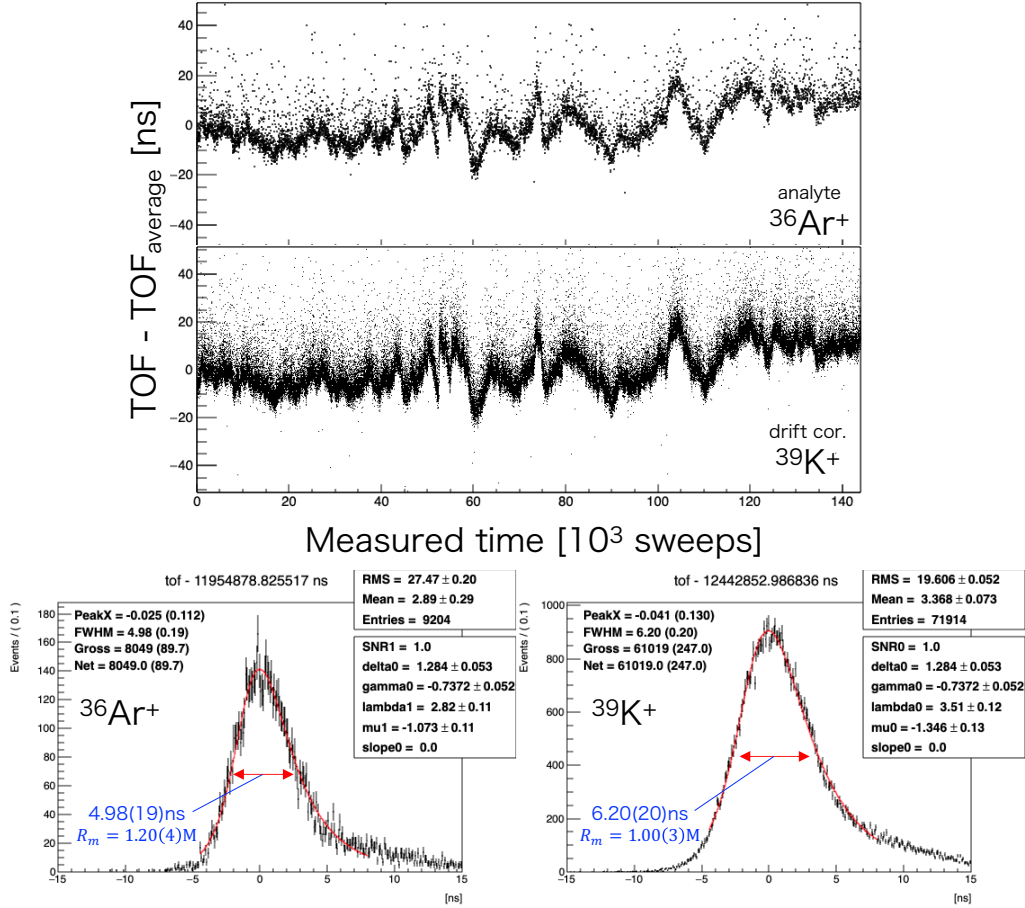 TOF - TOFaverage [ns]
40
20
0
−20
−40
analyte
36Ar+
40
20
0
−20
−40
drift cor.
39K+
0 20 40 60 80 100 120 140
Measured time [10³ sweeps]
tof - 11954878.825517 ns
Events / ( 0.1 )
180
160
140
120
100
80
60
40
20
0
PeakX = -0.025 (0.112)
FWHM = 4.98 (0.19)
Gross = 8049 (89.7)
Net = 8049.0 (89.7)
36Ar+
RMS = 27.47 ± 0.20
Mean = 2.89 ± 0.29
Entries = 9204
SNR1 = 1.0
delta0 = 1.284 ± 0.053
gamma0 = -0.7372 ± 0.052
lambda1 = 2.82 ± 0.11
mu1 = -1.073 ± 0.11
slope0 = 0.0
4.98(19)ns
Rm = 1.20(4)M
−15 −10 −5 0 5 10 15
[ns]
tof - 12442852.986836 ns
Events / ( 0.1 )
1000
800
600
400
200
0
PeakX = -0.041 (0.130)
FWHM = 6.20 (0.20)
Gross = 61019 (247.0)
Net = 61019.0 (247.0)
39K+
RMS = 19.606 ± 0.052
Mean = 3.368 ± 0.073
Entries = 71914
SNR0 = 1.0
delta0 = 1.284 ± 0.053
gamma0 = -0.7372 ± 0.052
lambda0 = 3.51 ± 0.12
mu0 = -1.346 ± 0.13
slope0 = 0.0
6.20(20)ns
Rm = 1.00(3)M
−15 −10 −5 0 5 10 15
[ns]